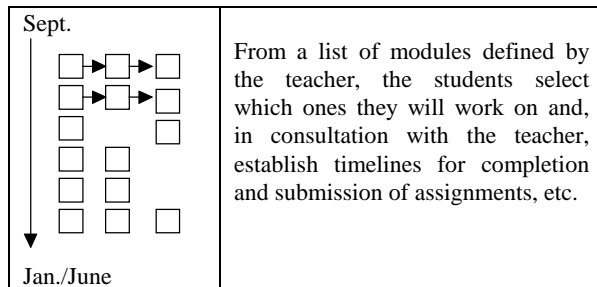 Sept.
Jan./June
From a list of modules defined by
the teacher, the students select
which ones they will work on and,
in consultation with the teacher,
establish timelines for completion
and submission of assignments, etc.